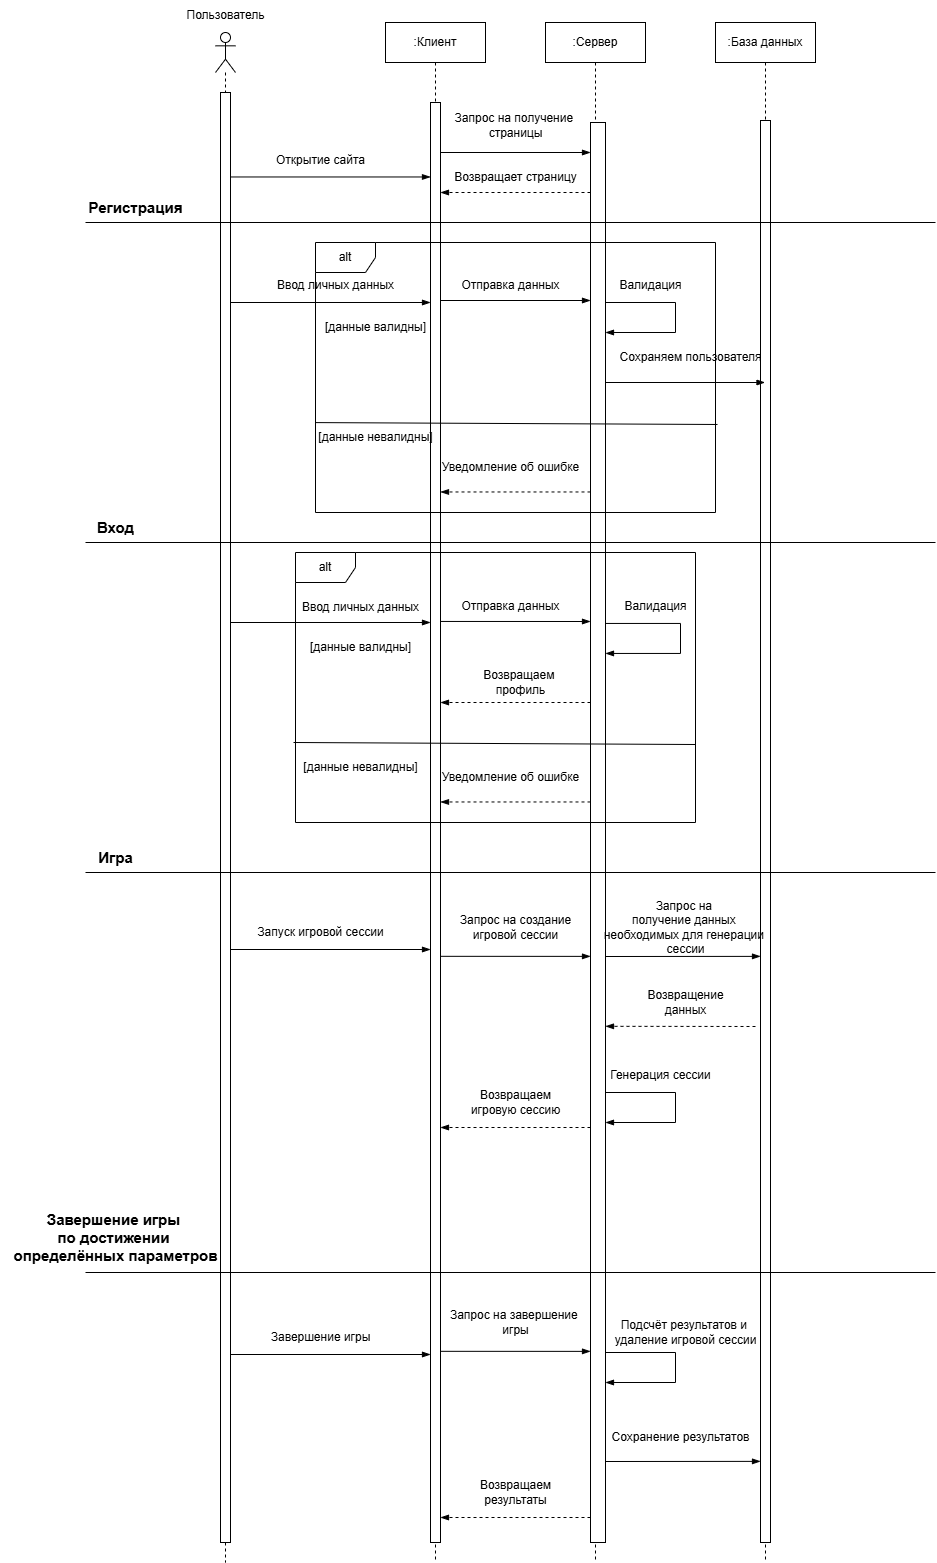 Пользователь
:Клиент
:Сервер
:База данных
Запрос на получение
страницы
Открытие сайта
Возвращает страницу
Регистрация
alt
Ввод личных данных
Отправка данных
Валидация
[данные валидны]
Сохраняем пользователя
[данные невалидны]
Уведомление об ошибке
Вход
alt
Ввод личных данных
Отправка данных
Валидация
[данные валидны]
Возвращаем
профиль
[данные невалидны]
Уведомление об ошибке
Игра
Запуск игровой сессии
Запрос на создание
игровой сессии
Запрос на
получение данных
необходимых для генерации
сессии
Возвращение
данных
Генерация сессии
Возвращаем
игровую сессию
Завершение игры
по достижении
определённых параметров
Завершение игры
Запрос на завершение
игры
Подсчёт результатов и
удаление игровой сессии
Сохранение результатов
Возвращаем
результаты